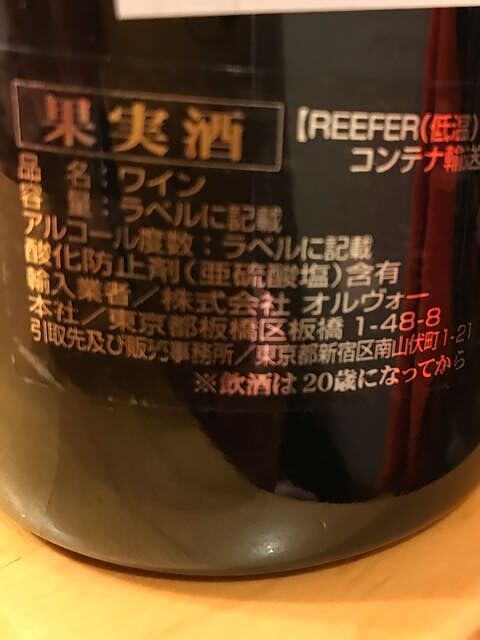 果実酒
【REEFER(低温)
コンテナ輸送
品 名:ワイン
容 量:ラベルに記載
アルコール度数:ラベルに記載
酸化防止剤(亜硫酸塩)含有
輸入業者/株式会社 オルヴォー
本社/東京都板橋区板橋 1-48-8
引取先及び販売事務所/東京都新宿区南山伏町1-21
※飲酒は20歳になってから